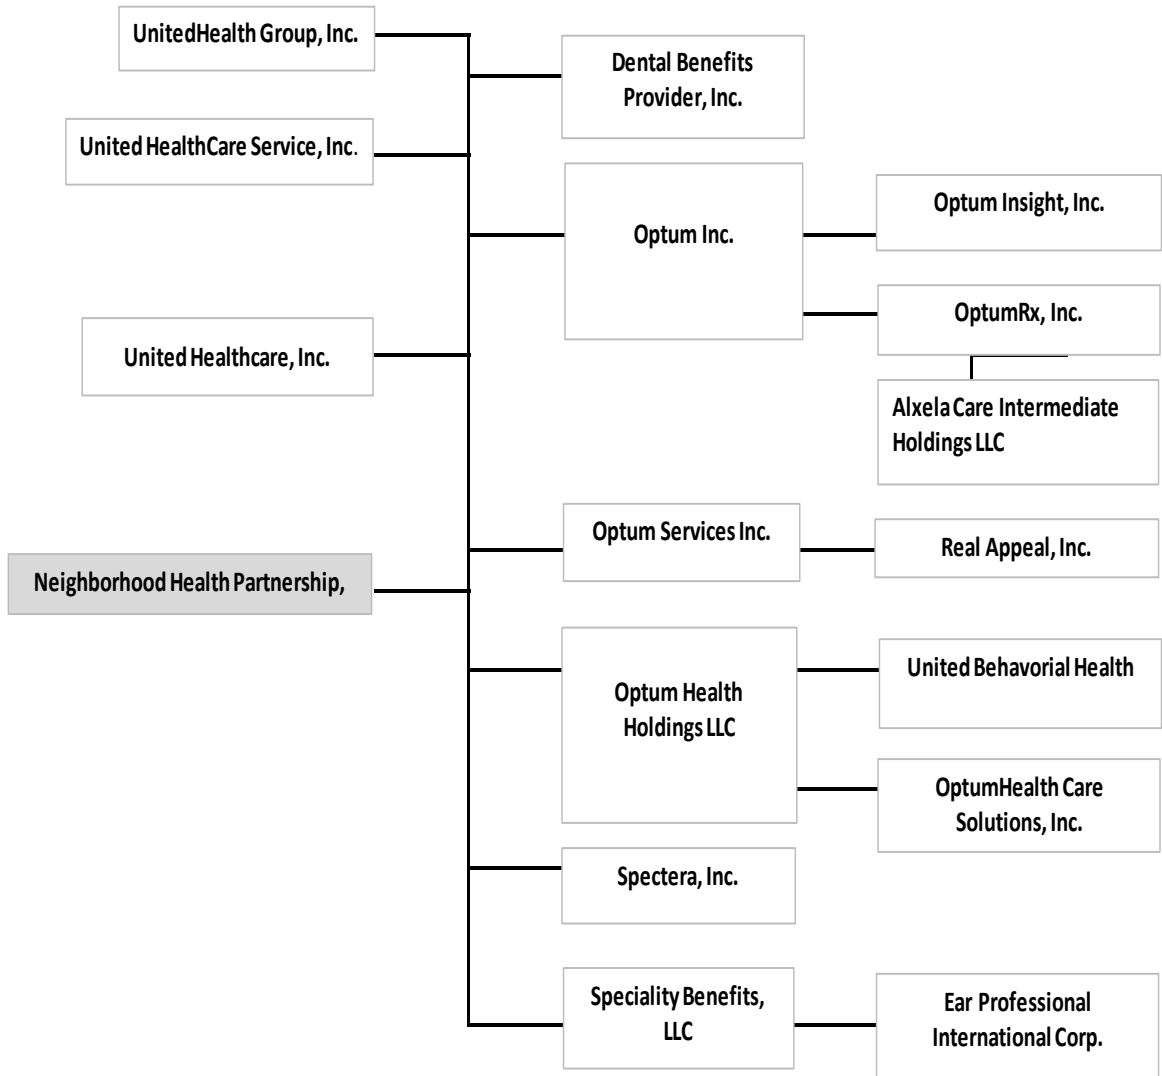 UnitedHealth Group, Inc.
Dental Benefits
Provider, Inc.
United HealthCare Service, Inc.
Optum Inc.
Optum Insight, Inc.
OptumRx, Inc.
United Healthcare, Inc.
Alxela Care Intermediate
Holdings LLC
Optum Services Inc.
Real Appeal, Inc.
Neighborhood Health Partnership,
Optum Health
Holdings LLC
United Behavorial Health
OptumHealth Care
Solutions, Inc.
Spectera, Inc.
Speciality Benefits,
LLC
Ear Professional
International Corp.